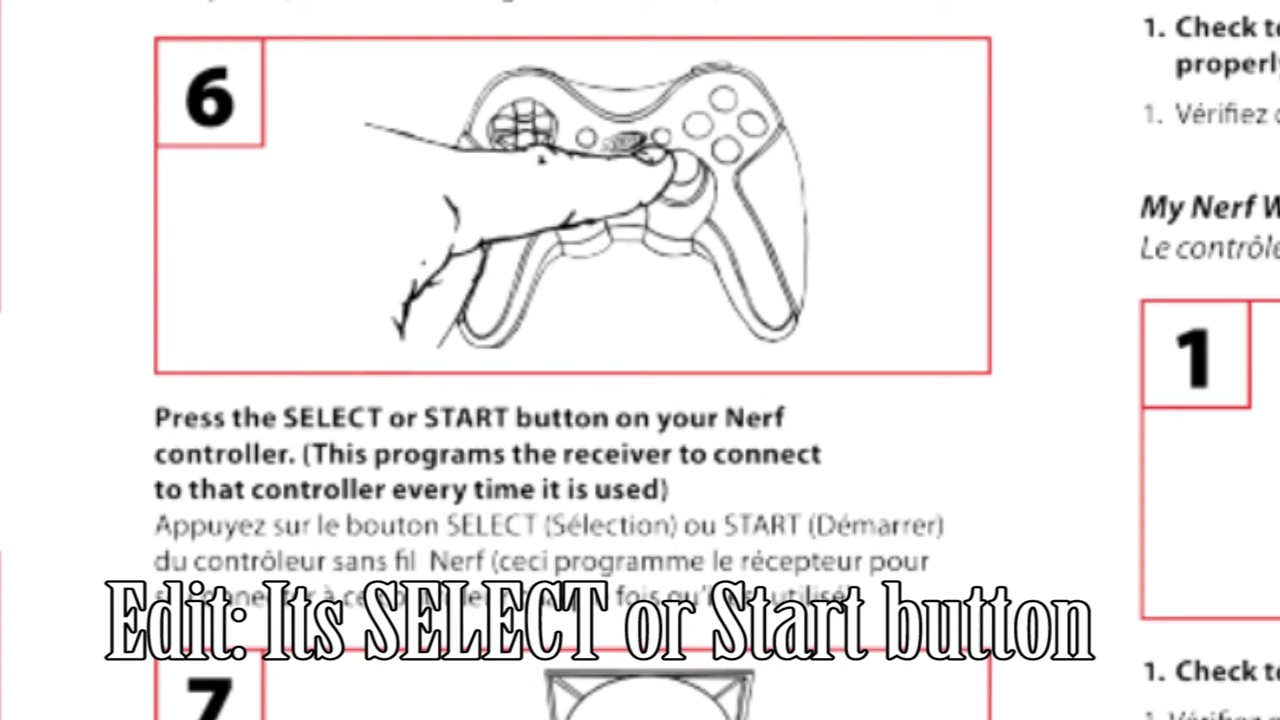 6
Press the SELECT or START button on your Nerf
controller. (This programs the receiver to connect
to that controller every time it is used)
Appuyez sur le bouton SELECT (Sélection) ou START (Démarrer)
du contrôleur sans fil Nerf (ceci programme le récepteur pour
Edit: Its SELECT or Start button
7
1. Check to
properly
1. Vérifiez
My Nerf W
Le contrôle
1
1. Check to